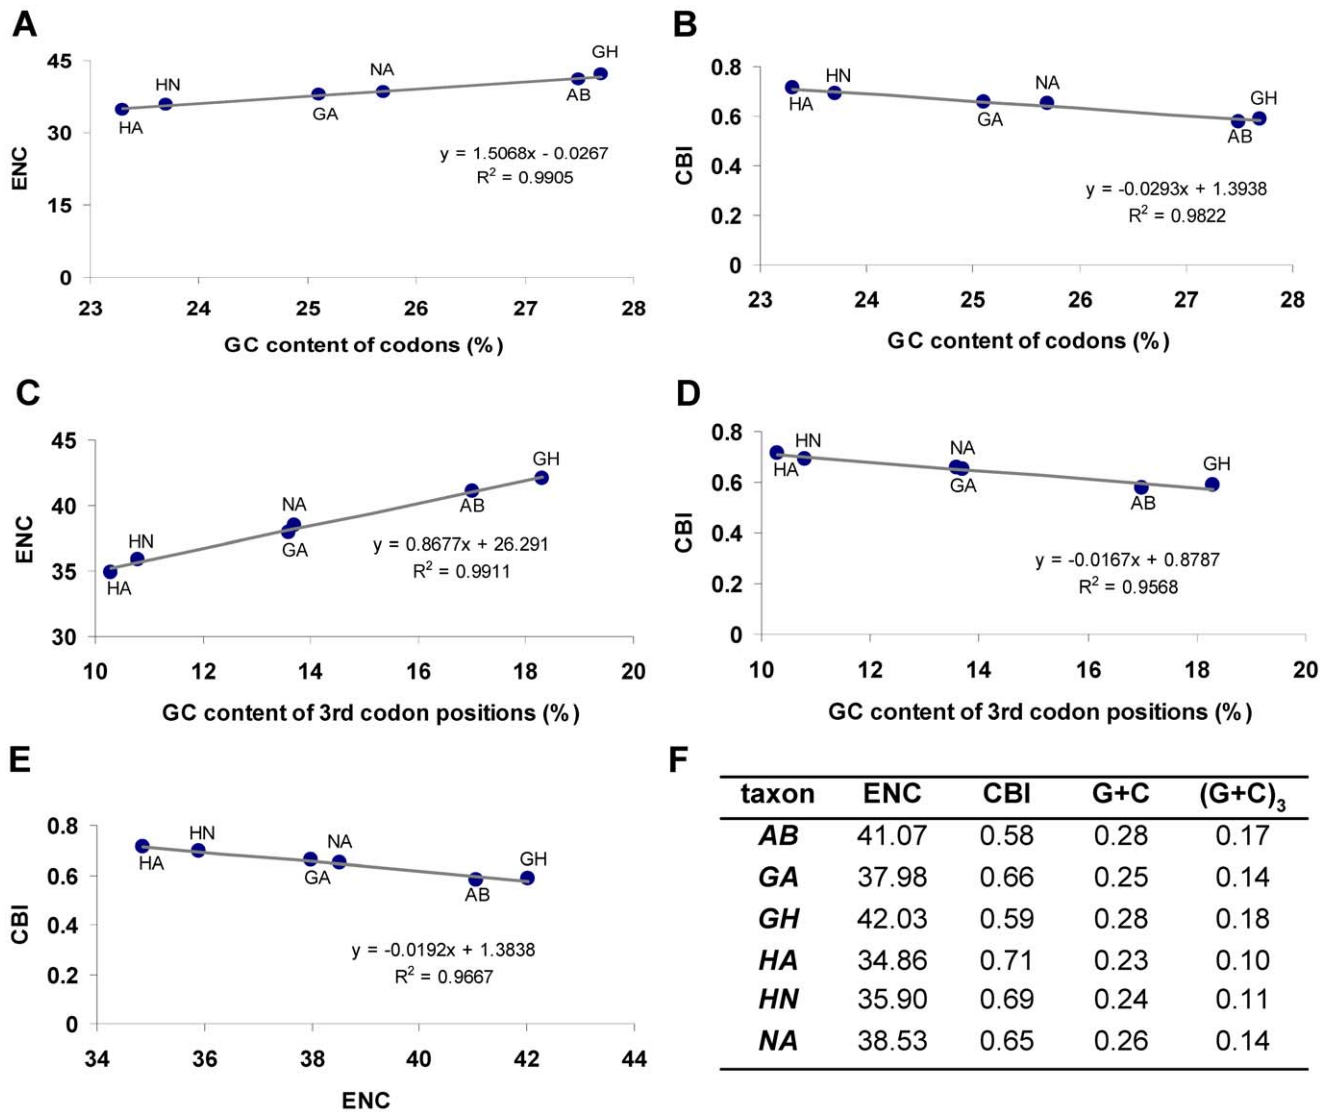 A
45
30
15
0
ENC
HA
HN
GA
NA
AB
GH
y = 1.5068x - 0.0267
R² = 0.9905
23 24 25 26 27 28
GC content of codons (%)
B
0.8
0.6
0.4
0.2
0
CBI
HA
HN
GA
NA
AB
GH
y = -0.0293x + 1.3938
R² = 0.9822
23 24 25 26 27 28
GC content of codons (%)
C
45
40
35
30
ENC
HA
HN
NA
GA
AB
GH
y = 0.8677x + 26.291
R² = 0.9911
10 12 14 16 18 20
GC content of 3rd codon positions (%)
D
0.8
0.6
0.4
0.2
0
CBI
HA
HN
NA
GA
AB
GH
y = -0.0167x + 0.8787
R² = 0.9568
10 12 14 16 18 20
GC content of 3rd codon positions (%)
E
0.8
0.6
0.4
0.2
0
CBI
HA
HN
GA
NA
AB
GH
y = -0.0192x + 1.3838
R² = 0.9667
34 36 38 40 42 44
ENC
F
taxon ENC CBI G+C (G+C)₃
AB 41.07 0.58 0.28 0.17
GA 37.98 0.66 0.25 0.14
GH 42.03 0.59 0.28 0.18
HA 34.86 0.71 0.23 0.10
HN 35.90 0.69 0.24 0.11
NA 38.53 0.65 0.26 0.14